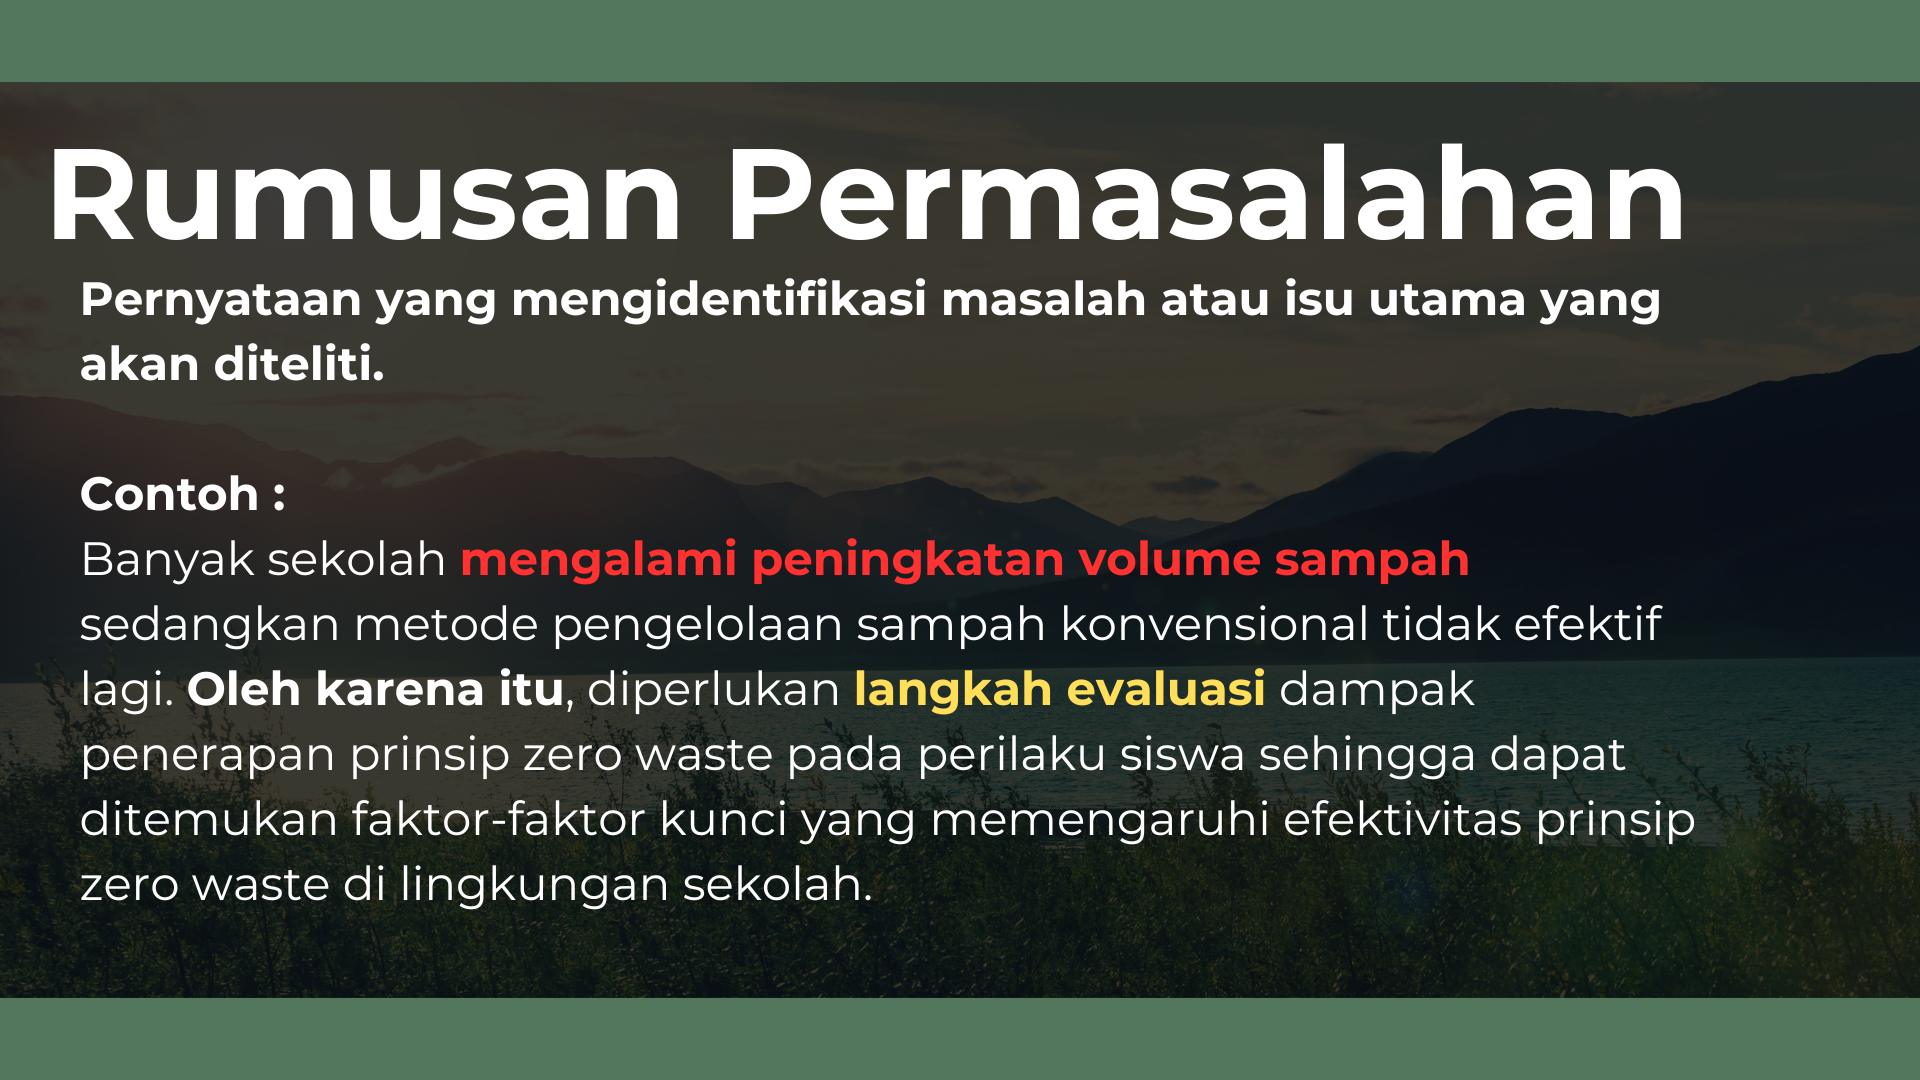 Rumusan Permasalahan
Pernyataan yang mengidentifikasi masalah atau isu utama yang
akan diteliti.
Contoh :
Banyak sekolah mengalami peningkatan volume sampah
sedangkan metode pengelolaan sampah konvensional tidak efektif
lagi. Oleh karena itu, diperlukan langkah evaluasi dampak
penerapan prinsip zero waste pada perilaku siswa sehingga dapat
ditemukan faktor-faktor kunci yang memengaruhi efektivitas prinsip
zero waste di lingkungan sekolah.